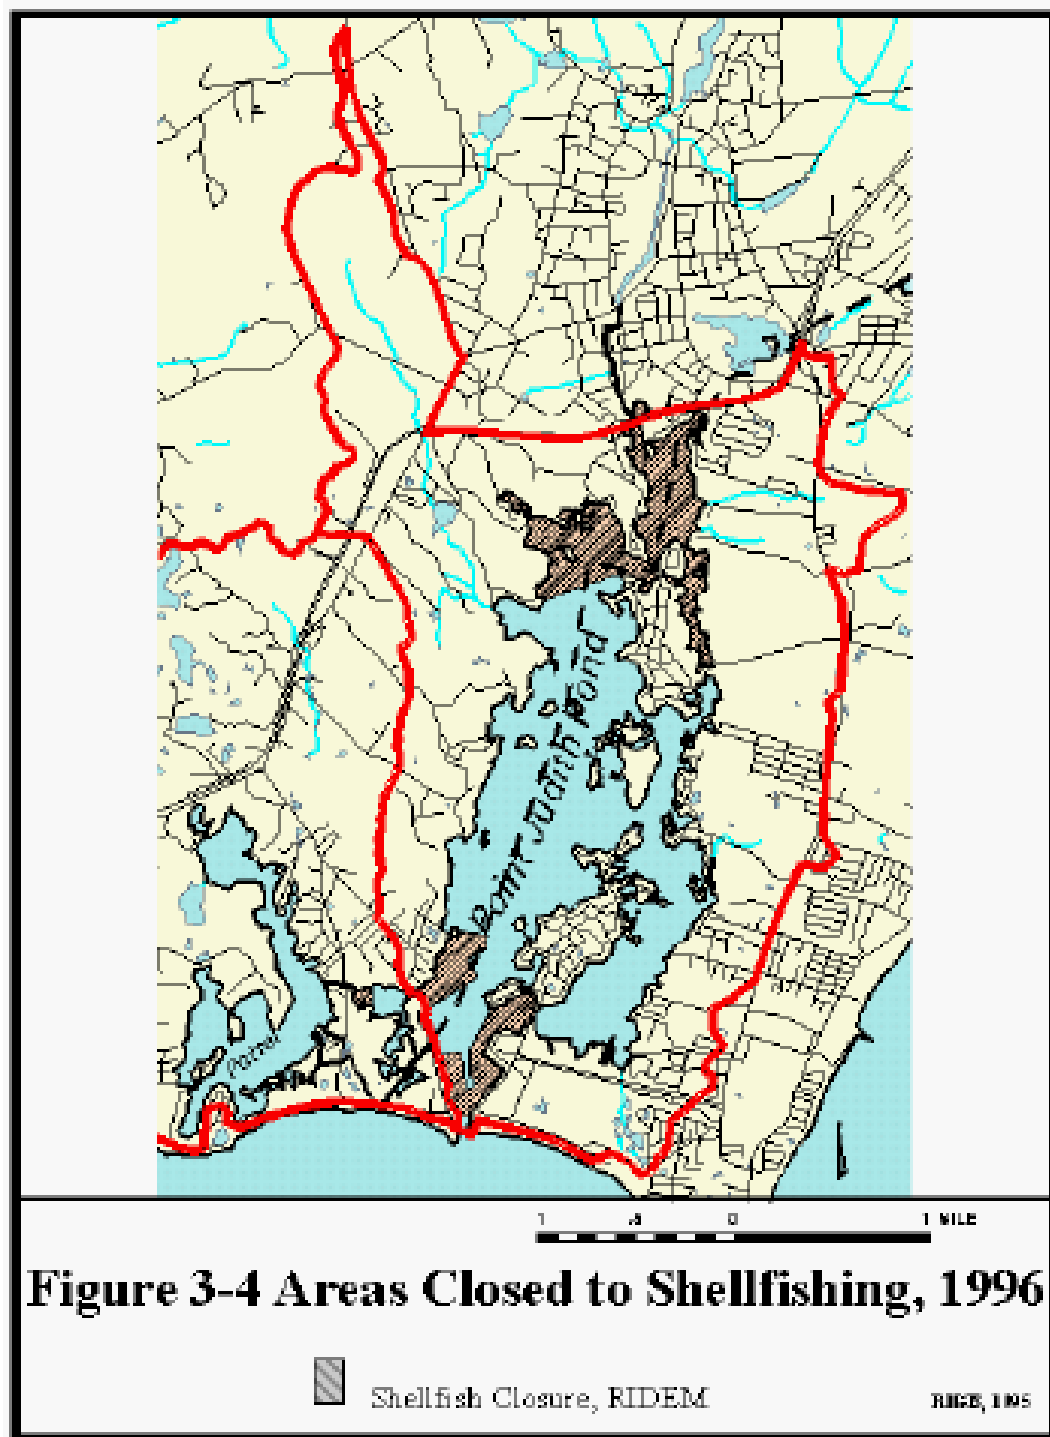 Point Judith Pond
Potter
1 .5 0 1 MILE
Figure 3-4 Areas Closed to Shellfishing, 1996
Shellfish Closure, RIDEM